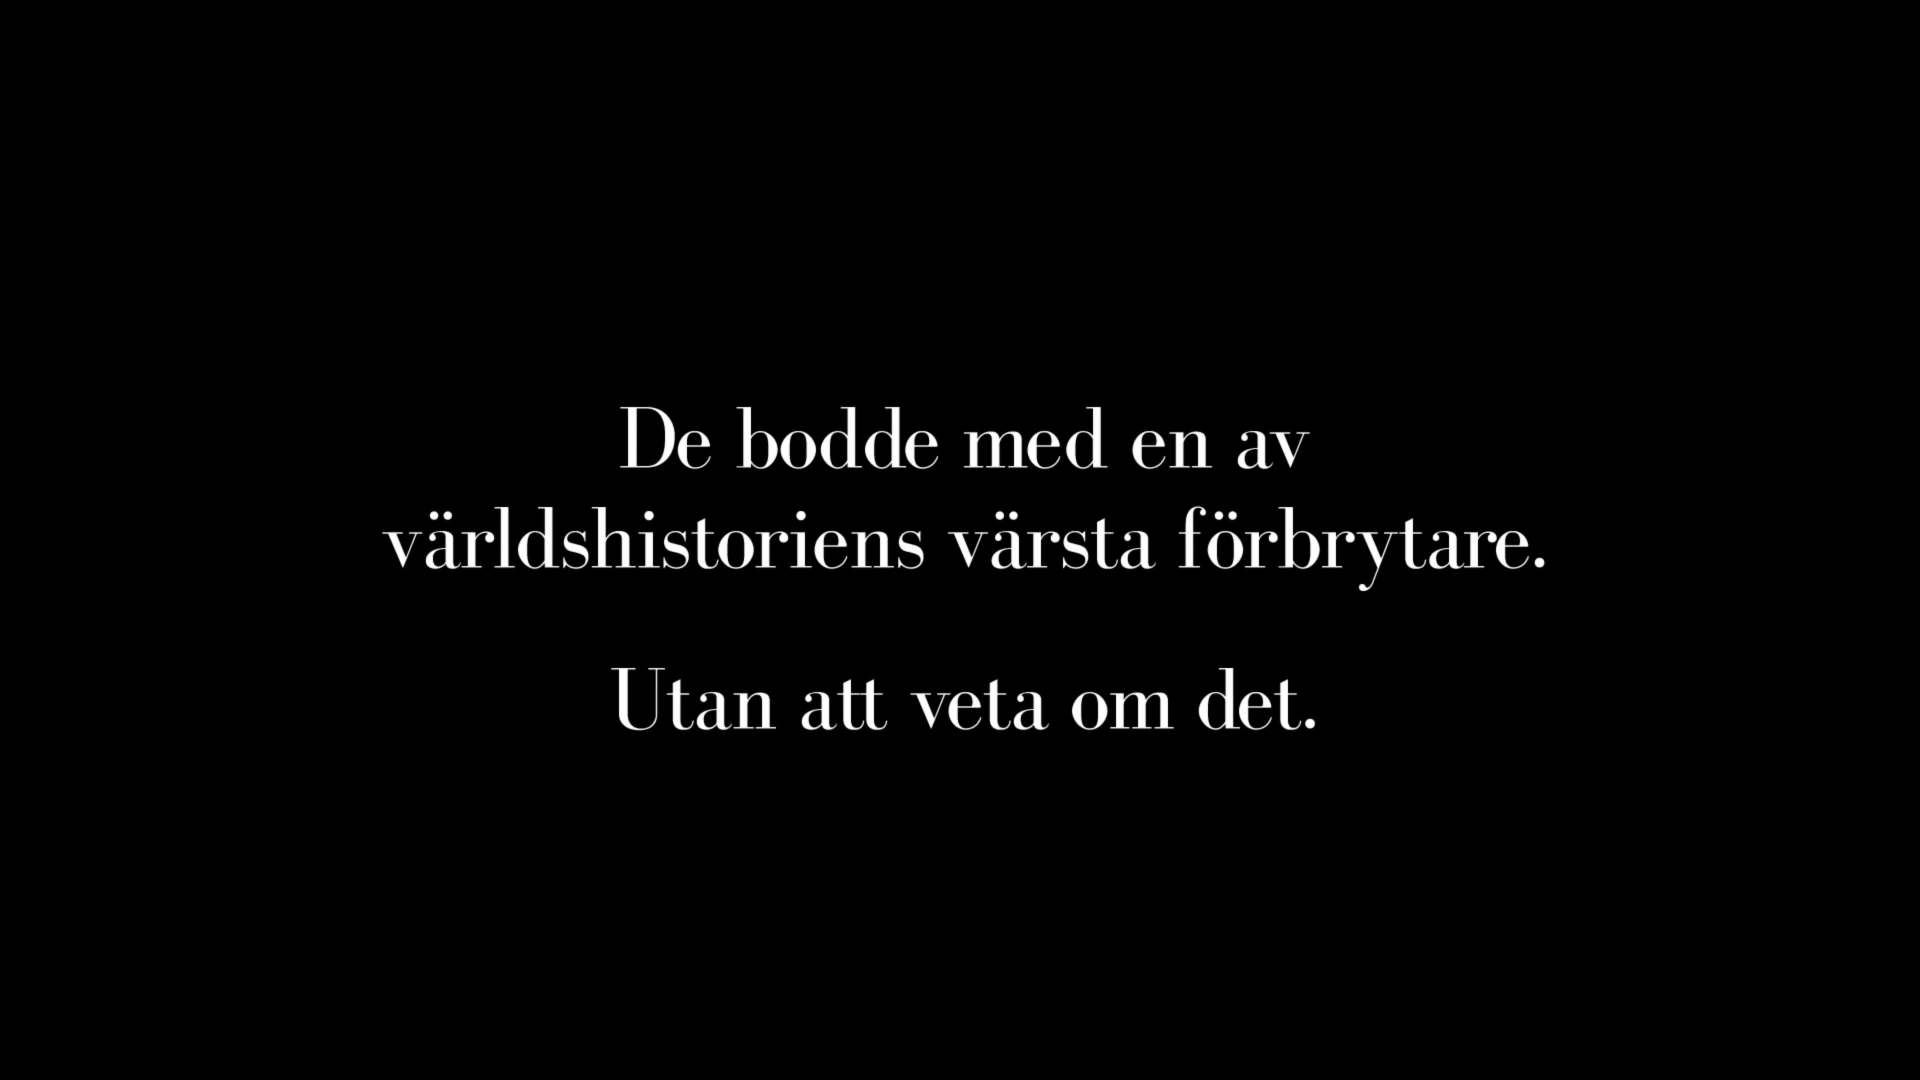 De bodde med en av
världshistoriens värsta förbrytare.
Utan att veta om det.